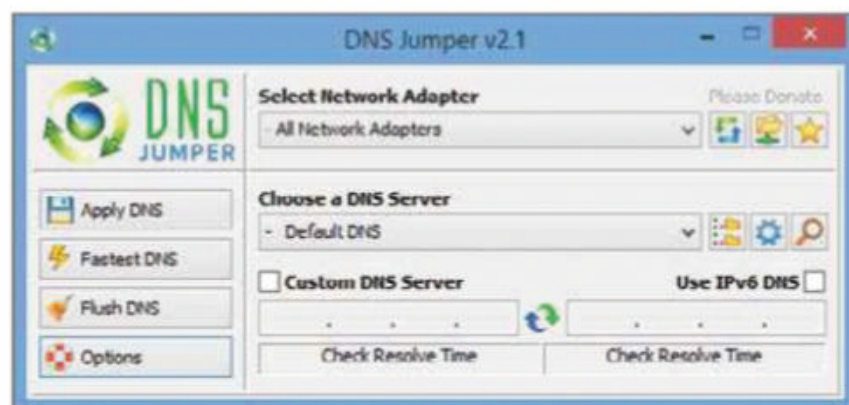 DNS Jumper v2.1
DNS
JUMPER
Select Network Adapter
Please Donate
- All Network Adapters
Apply DNS
Fastest DNS
Flush DNS
Options
Choose a DNS Server
- Default DNS
Custom DNS Server
Use IPv6 DNS
. . .
. . .
Check Resolve Time
Check Resolve Time